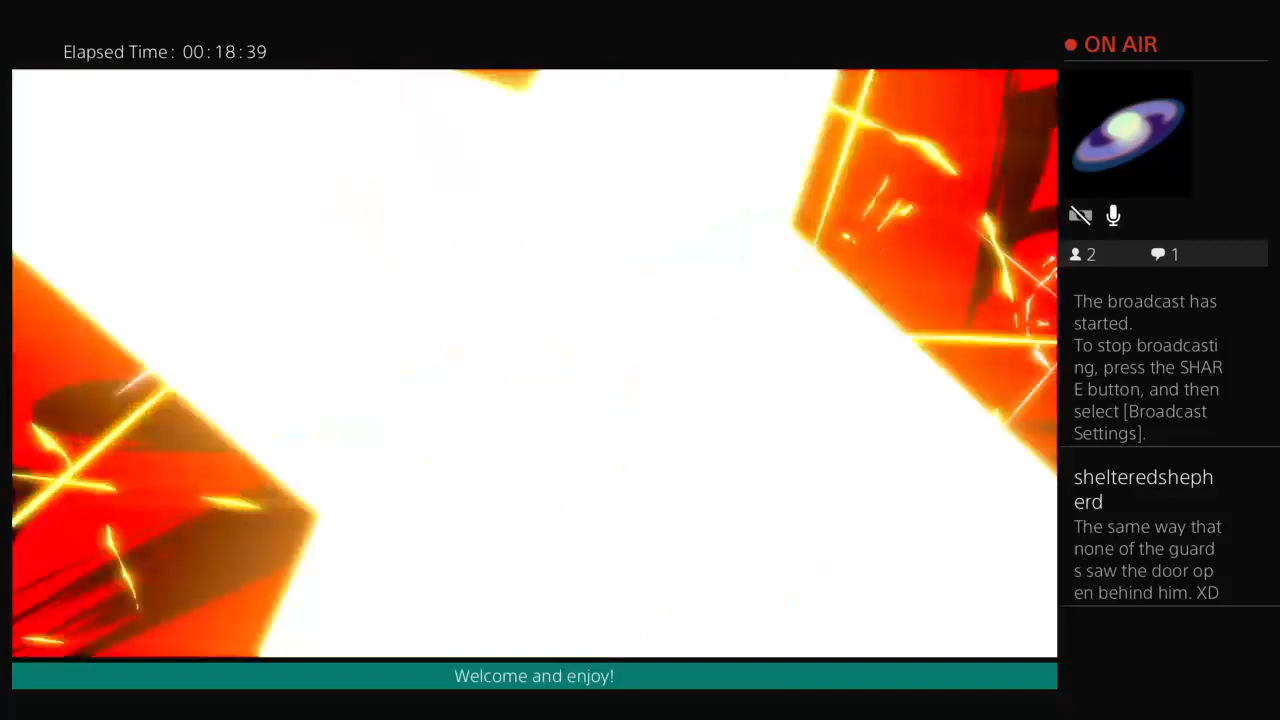 Elapsed Time: 00:18:39
ON AIR
2
1
The broadcast has
started.
To stop broadcasti
ng, press the SHAR
E button, and then
select [Broadcast
Settings].
shelteredsheph
erd
The same way that
none of the guard
s saw the door op
en behind him. XD
Welcome and enjoy!